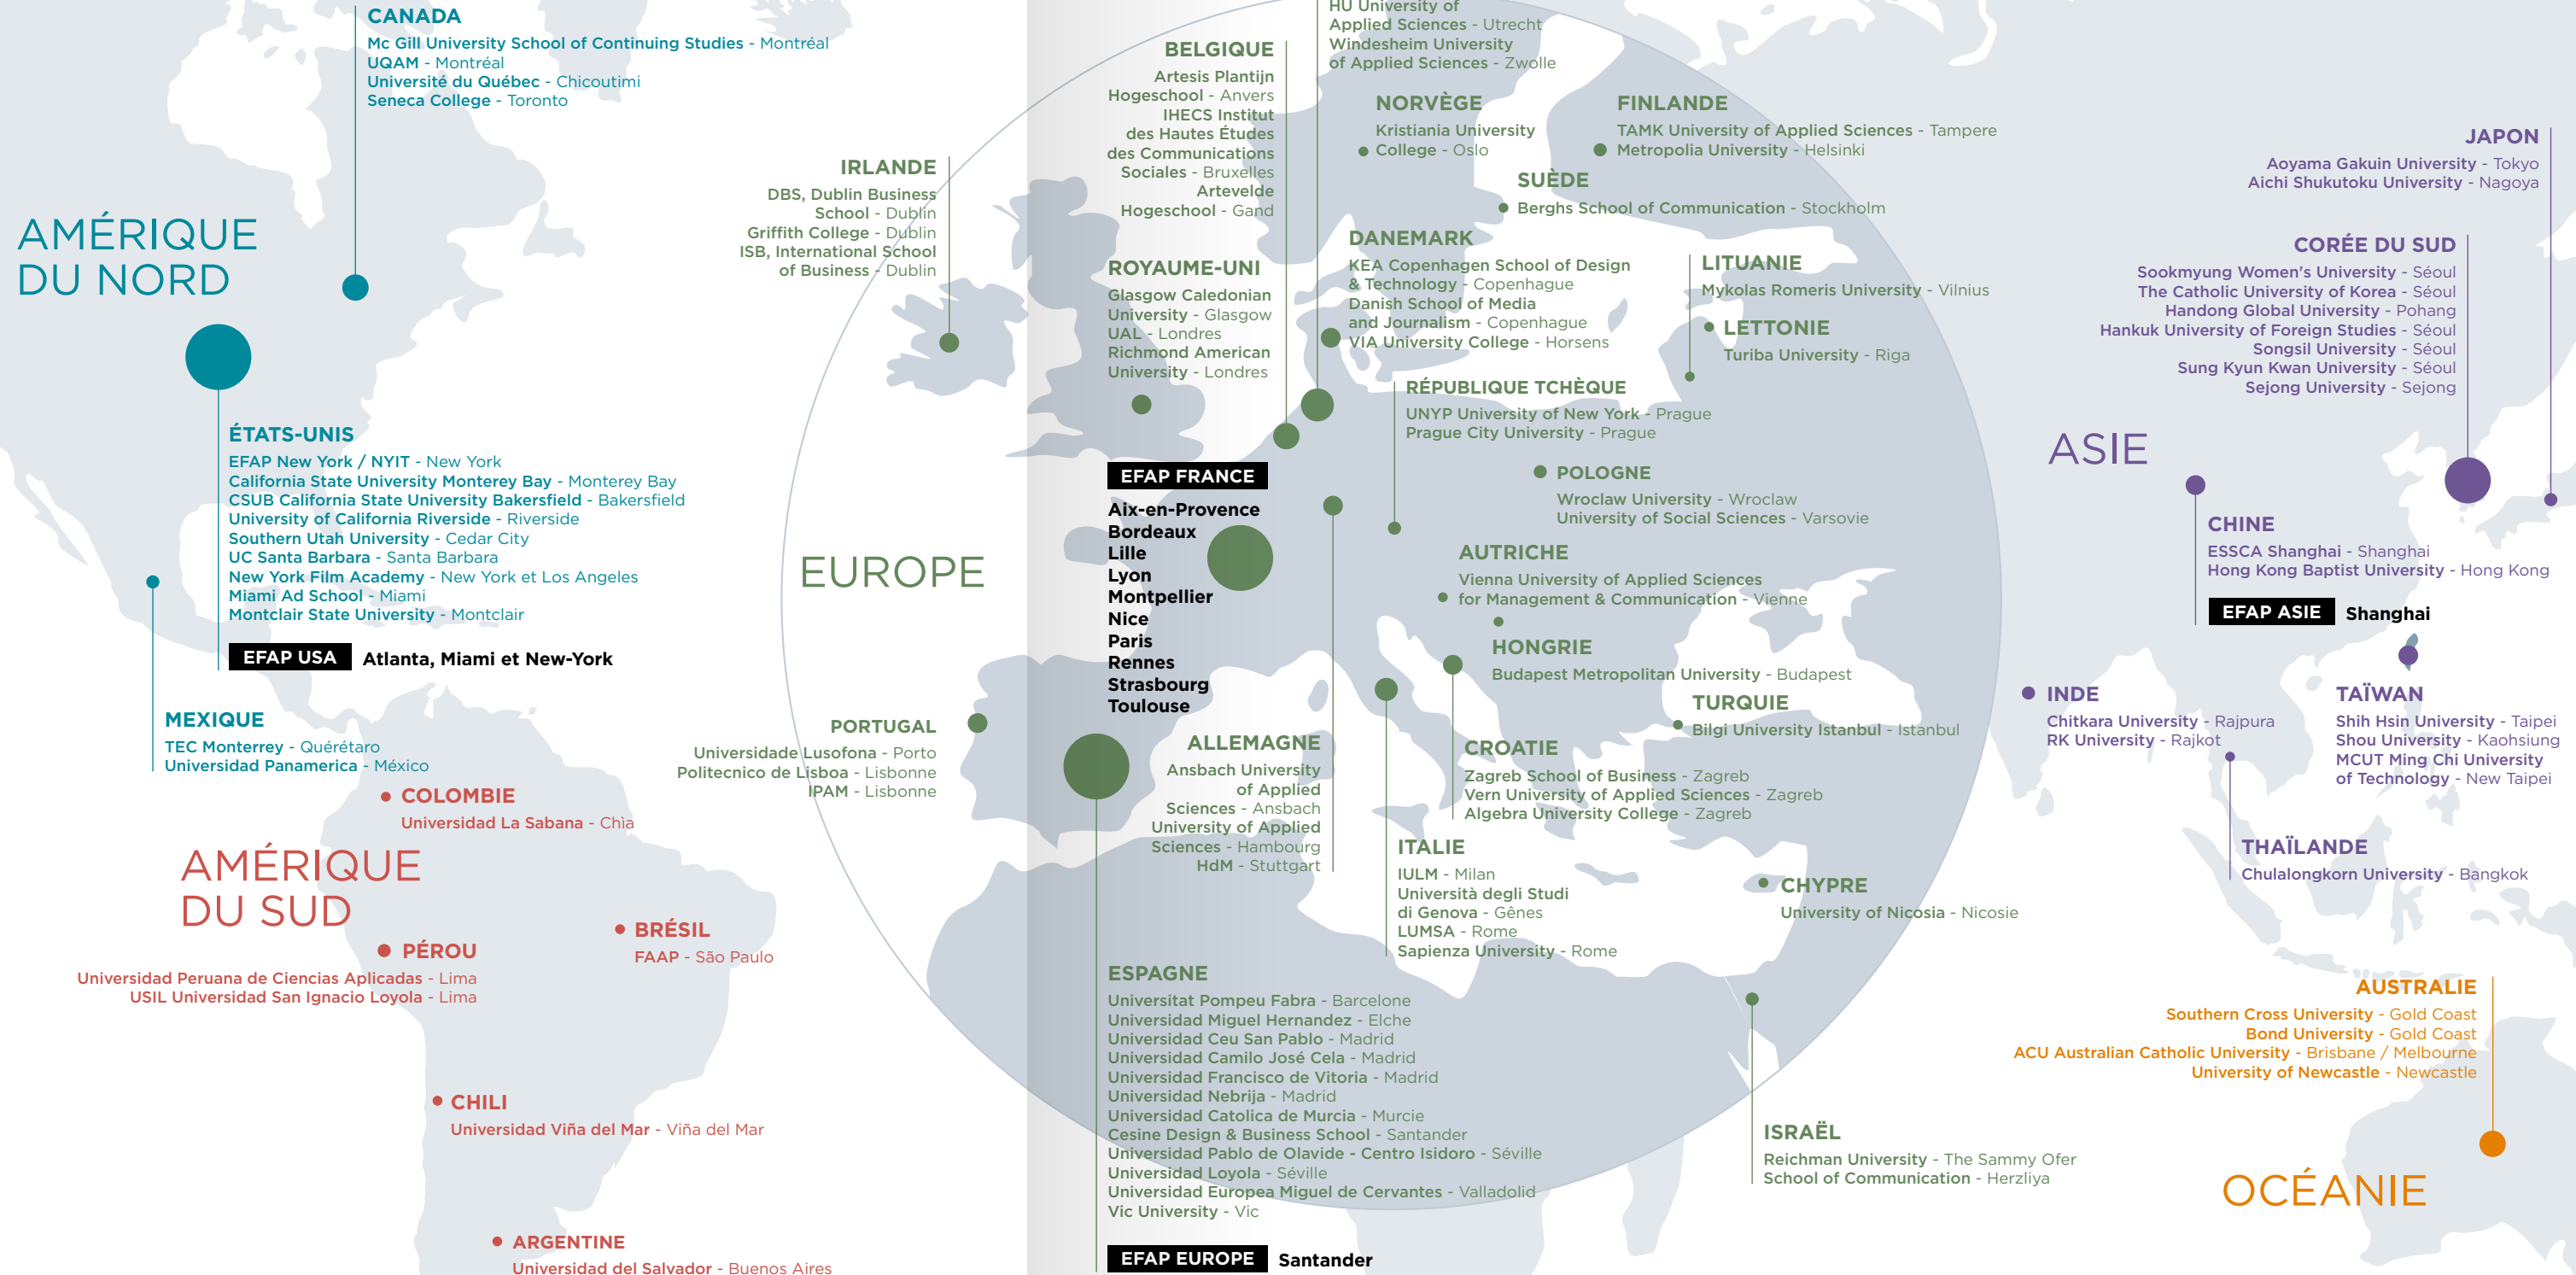 CANADA
Mc Gill University School of Continuing Studies - Montréal
UQAM - Montréal
Université du Québec - Chicoutimi
Seneca College - Toronto
AMÉRIQUE
DU NORD
ÉTATS-UNIS
EFAP New York / NYIT - New York
California State University Monterey Bay - Monterey Bay
CSUB California State University Bakersfield - Bakersfield
University of California Riverside - Riverside
Southern Utah University - Cedar City
UC Santa Barbara - Santa Barbara
New York Film Academy - New York et Los Angeles
Miami Ad School - Miami
Montclair State University - Montclair
EFAP USA Atlanta, Miami et New-York
MEXIQUE
TEC Monterrey - Quérétaro
Universidad Panamerica - México
COLOMBIE
Universidad La Sabana - Chìa
AMÉRIQUE
DU SUD
PÉROU
Universidad Peruana de Ciencias Aplicadas - Lima
USIL Universidad San Ignacio Loyola - Lima
BRÉSIL
FAAP - São Paulo
CHILI
Universidad Viña del Mar - Viña del Mar
ARGENTINE
Universidad del Salvador - Buenos Aires
EUROPE
IRLANDE
DBS, Dublin Business
School - Dublin
Griffith College - Dublin
ISB, International School
of Business - Dublin
PORTUGAL
Universidade Lusofona - Porto
Politecnico de Lisboa - Lisbonne
IPAM - Lisbonne
BELGIQUE
Artesis Plantijn
Hogeschool - Anvers
IHECS Institut
des Hautes Études
des Communications
Sociales - Bruxelles
Artevelde
Hogeschool - Gand
ROYAUME-UNI
Glasgow Caledonian
University - Glasgow
UAL - Londres
Richmond American
University - Londres
EFAP FRANCE
Aix-en-Provence
Bordeaux
Lille
Lyon
Montpellier
Nice
Paris
Rennes
Strasbourg
Toulouse
ALLEMAGNE
Ansbach University
of Applied
Sciences - Ansbach
University of Applied
Sciences - Hambourg
HdM - Stuttgart
ESPAGNE
Universitat Pompeu Fabra - Barcelone
Universidad Miguel Hernandez - Elche
Universidad Ceu San Pablo - Madrid
Universidad Camilo José Cela - Madrid
Universidad Francisco de Vitoria - Madrid
Universidad Nebrija - Madrid
Universidad Catolica de Murcia - Murcie
Cesine Design & Business School - Santander
Universidad Pablo de Olavide - Centro Isidoro - Séville
Universidad Loyola - Séville
Universidad Europea Miguel de Cervantes - Valladolid
Vic University - Vic
EFAP EUROPE Santander
HU University of
Applied Sciences - Utrecht
Windesheim University
of Applied Sciences - Zwolle
NORVÈGE
Kristiania University
College - Oslo
FINLANDE
TAMK University of Applied Sciences - Tampere
Metropolia University - Helsinki
SUÈDE
Berghs School of Communication - Stockholm
DANEMARK
KEA Copenhagen School of Design
& Technology - Copenhague
Danish School of Media
and Journalism - Copenhague
VIA University College - Horsens
LITUANIE
Mykolas Romeris University - Vilnius
LETTONIE
Turiba University - Riga
RÉPUBLIQUE TCHÈQUE
UNYP University of New York - Prague
Prague City University - Prague
POLOGNE
Wroclaw University - Wroclaw
University of Social Sciences - Varsovie
AUTRICHE
Vienna University of Applied Sciences
for Management & Communication - Vienne
HONGRIE
Budapest Metropolitan University - Budapest
TURQUIE
Bilgi University Istanbul - Istanbul
CROATIE
Zagreb School of Business - Zagreb
Vern University of Applied Sciences - Zagreb
Algebra University College - Zagreb
ITALIE
IULM - Milan
Università degli Studi
di Genova - Gênes
LUMSA - Rome
Sapienza University - Rome
CHYPRE
University of Nicosia - Nicosie
ISRAËL
Reichman University - The Sammy Ofer
School of Communication - Herzliya
JAPON
Aoyama Gakuin University - Tokyo
Aichi Shukutoku University - Nagoya
CORÉE DU SUD
Sookmyung Women's University - Séoul
The Catholic University of Korea - Séoul
Handong Global University - Pohang
Hankuk University of Foreign Studies - Séoul
Songsil University - Séoul
Sung Kyun Kwan University - Séoul
Sejong University - Sejong
ASIE
CHINE
ESSCA Shanghai - Shanghai
Hong Kong Baptist University - Hong Kong
EFAP ASIE Shanghai
INDE
Chitkara University - Rajpura
RK University - Rajkot
TAÏWAN
Shih Hsin University - Taipei
Shou University - Kaohsiung
MCUT Ming Chi University
of Technology - New Taipei
THAÏLANDE
Chulalongkorn University - Bangkok
AUSTRALIE
Southern Cross University - Gold Coast
Bond University - Gold Coast
ACU Australian Catholic University - Brisbane / Melbourne
University of Newcastle - Newcastle
OCÉANIE